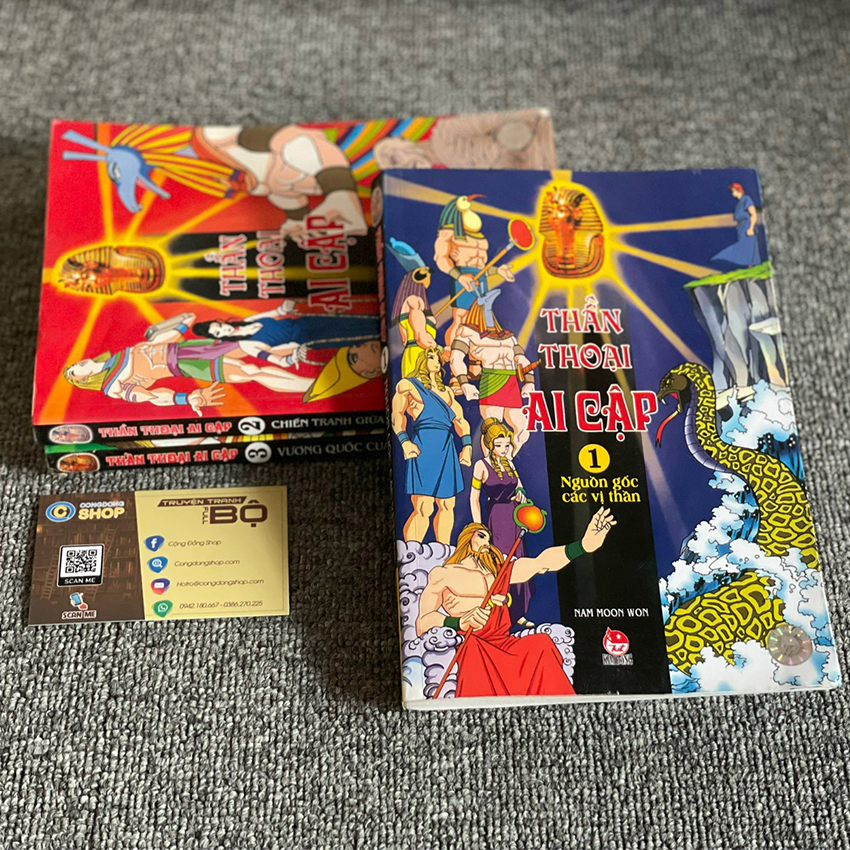 THẦN
THOẠI
AI CẬP
THẦN THOẠI AI CẬP 2 CHIẾN TRANH GIỮA
THẦN THOẠI AI CẬP 3 VƯƠNG QUỐC CỦA
THẦN
THOẠI
AI CẬP
1
Nguồn gốc
các vị thần
NAM MOON WON
KIM ĐỒNG
CONGDONG
SHOP
SCAN ME
SCAN ME
TRUYỆN TRANH
FULL
BỘ
Cộng Đồng Shop
Congdongshop.com
Hotro@congdongshop.com
0942.180.667 - 0386.270.225